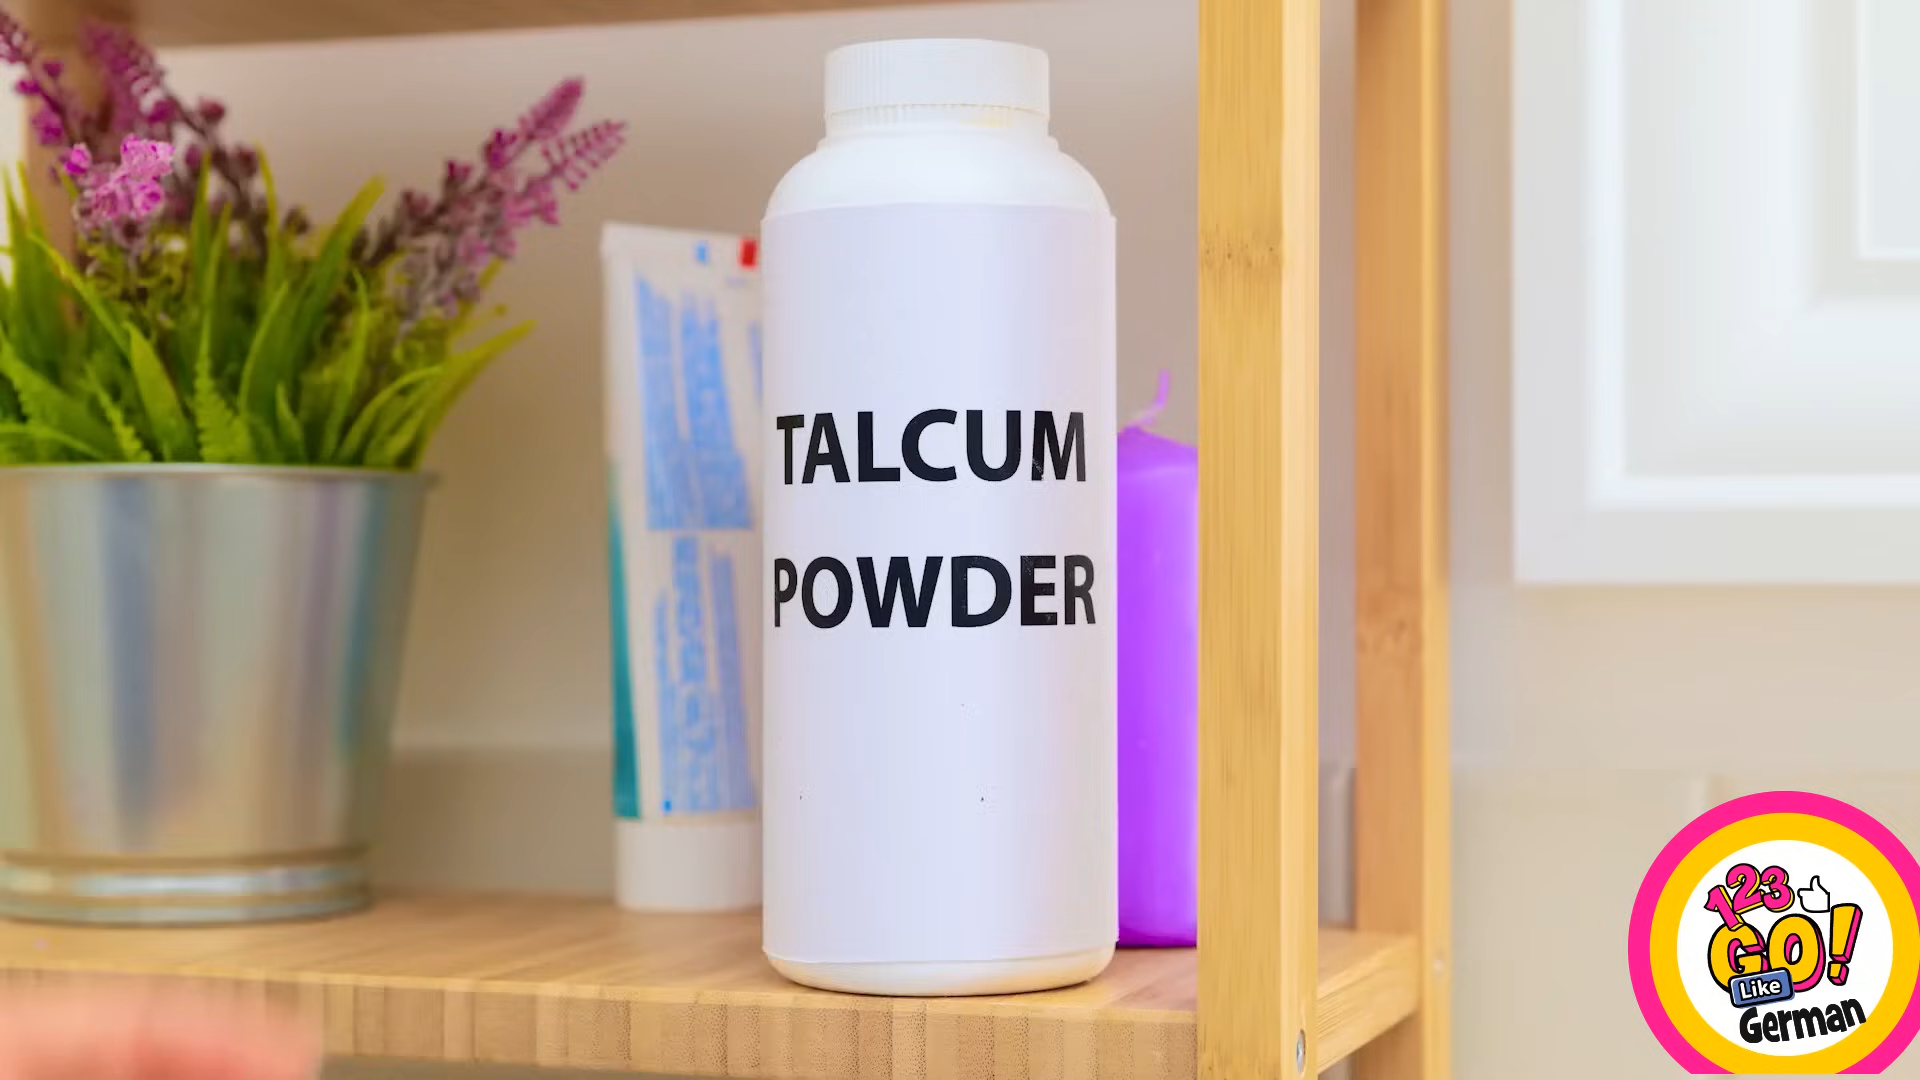 TALCUM
POWDER
123
GO!
Like
German